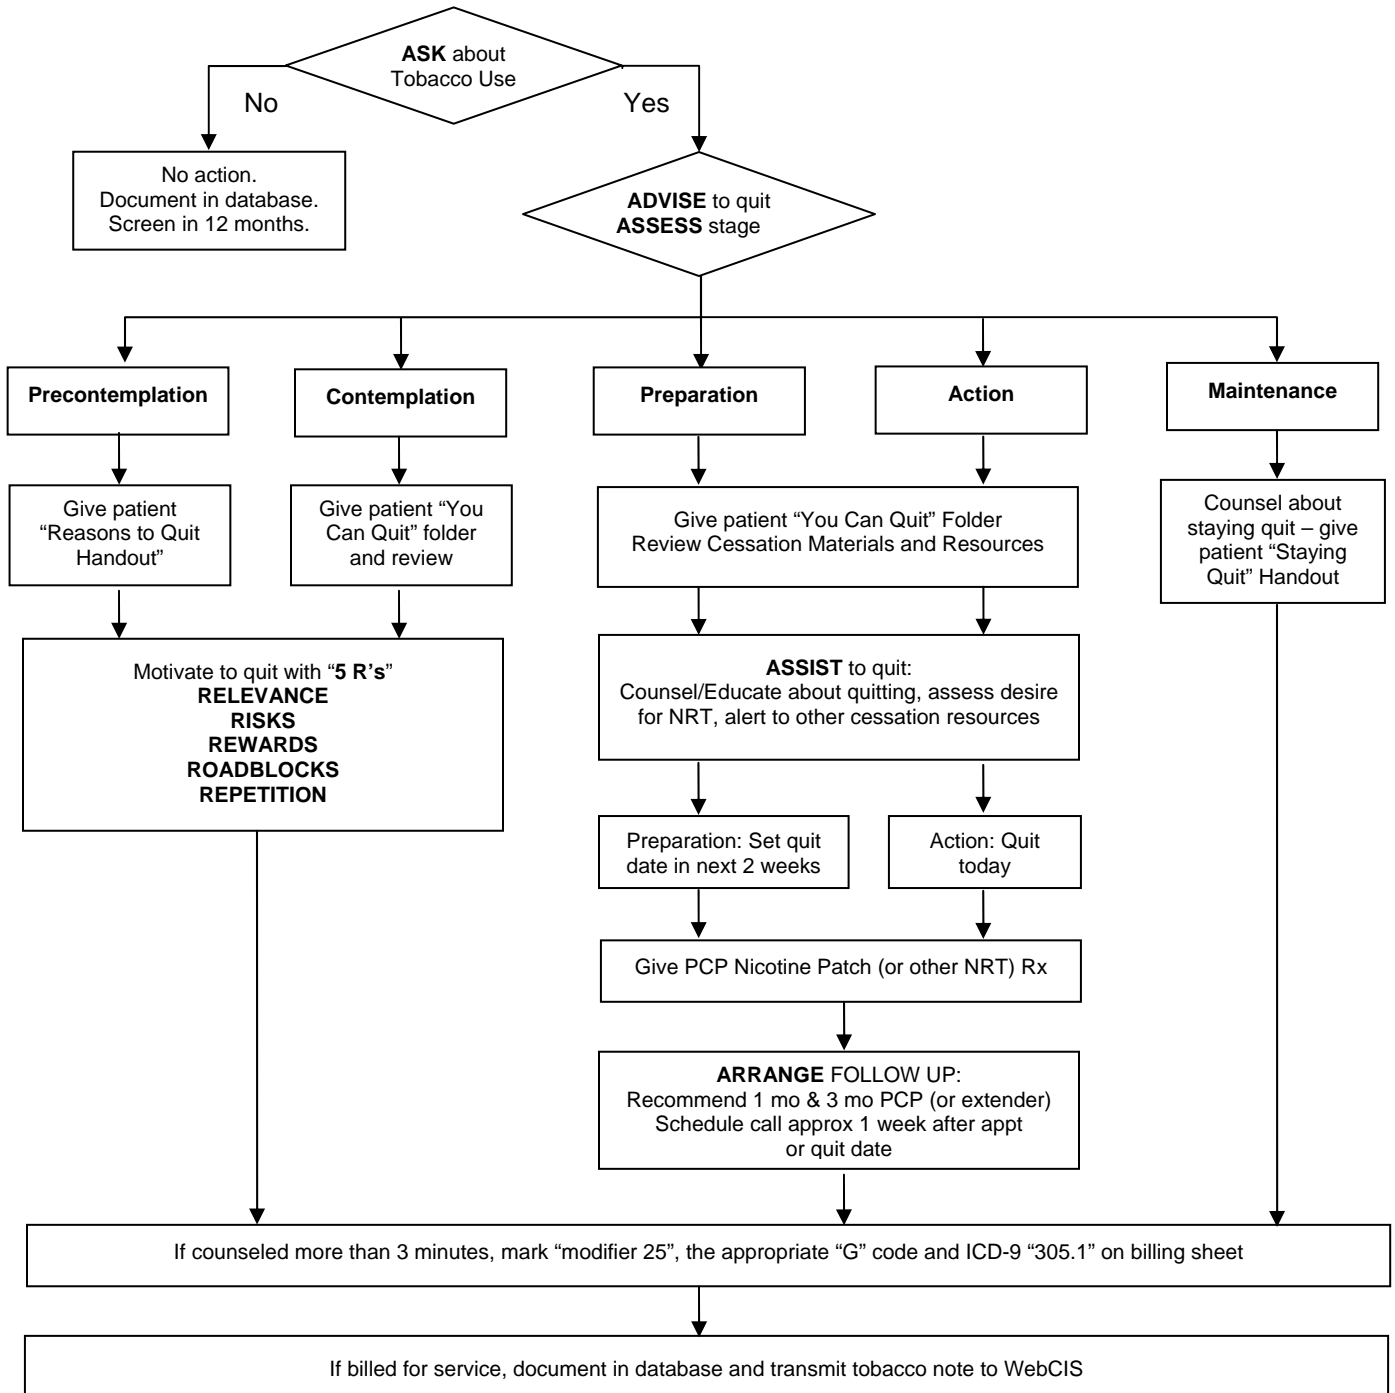 ASK about
Tobacco Use
No
Yes
No action.
Document in database.
Screen in 12 months.
ADVISE to quit
ASSESS stage
Precontemplation
Contemplation
Preparation
Action
Maintenance
Give patient
“Reasons to Quit
Handout”
Give patient “You
Can Quit” folder
and review
Give patient “You Can Quit” Folder
Review Cessation Materials and Resources
Counsel about
staying quit – give
patient “Staying
Quit” Handout
Motivate to quit with “5 R's”
RELEVANCE
RISKS
REWARDS
ROADBLOCKS
REPETITION
ASSIST to quit:
Counsel/Educate about quitting, assess desire
for NRT, alert to other cessation resources
Preparation: Set quit
date in next 2 weeks
Action: Quit
today
Give PCP Nicotine Patch (or other NRT) Rx
ARRANGE FOLLOW UP:
Recommend 1 mo & 3 mo PCP (or extender)
Schedule call approx 1 week after appt
or quit date
If counseled more than 3 minutes, mark “modifier 25”, the appropriate “G” code and ICD-9 “305.1” on billing sheet
If billed for service, document in database and transmit tobacco note to WebCIS